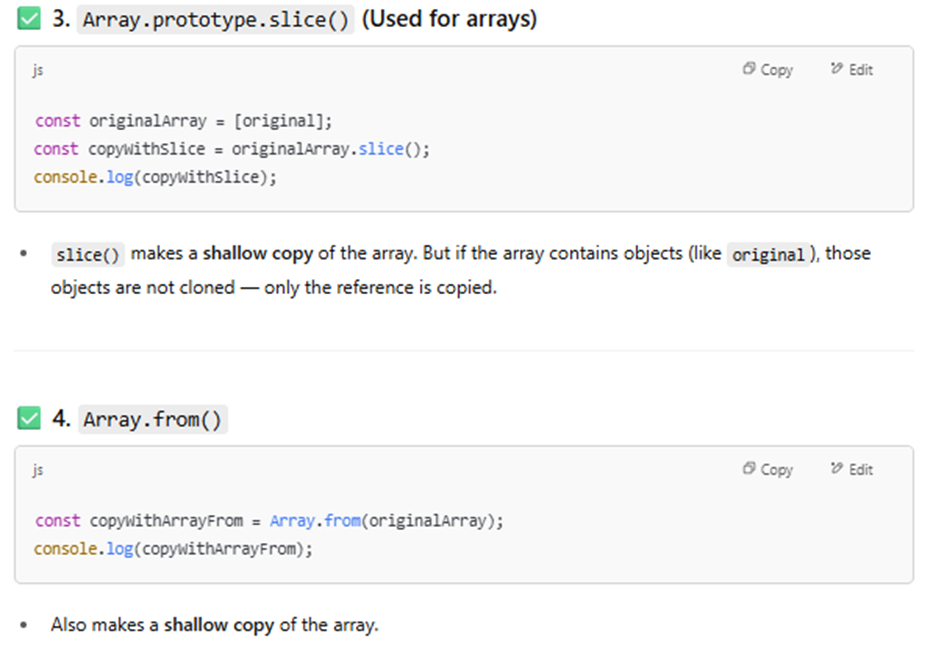 ✅ 3. Array.prototype.slice() (Used for arrays)
js Copy Edit
const originalArray = [original];
const copyWithSlice = originalArray.slice();
console.log(copyWithSlice);
• slice() makes a shallow copy of the array. But if the array contains objects (like original), those
objects are not cloned — only the reference is copied.
✅ 4. Array.from()
js Copy Edit
const copyWithArrayFrom = Array.from(originalArray);
console.log(copyWithArrayFrom);
• Also makes a shallow copy of the array.